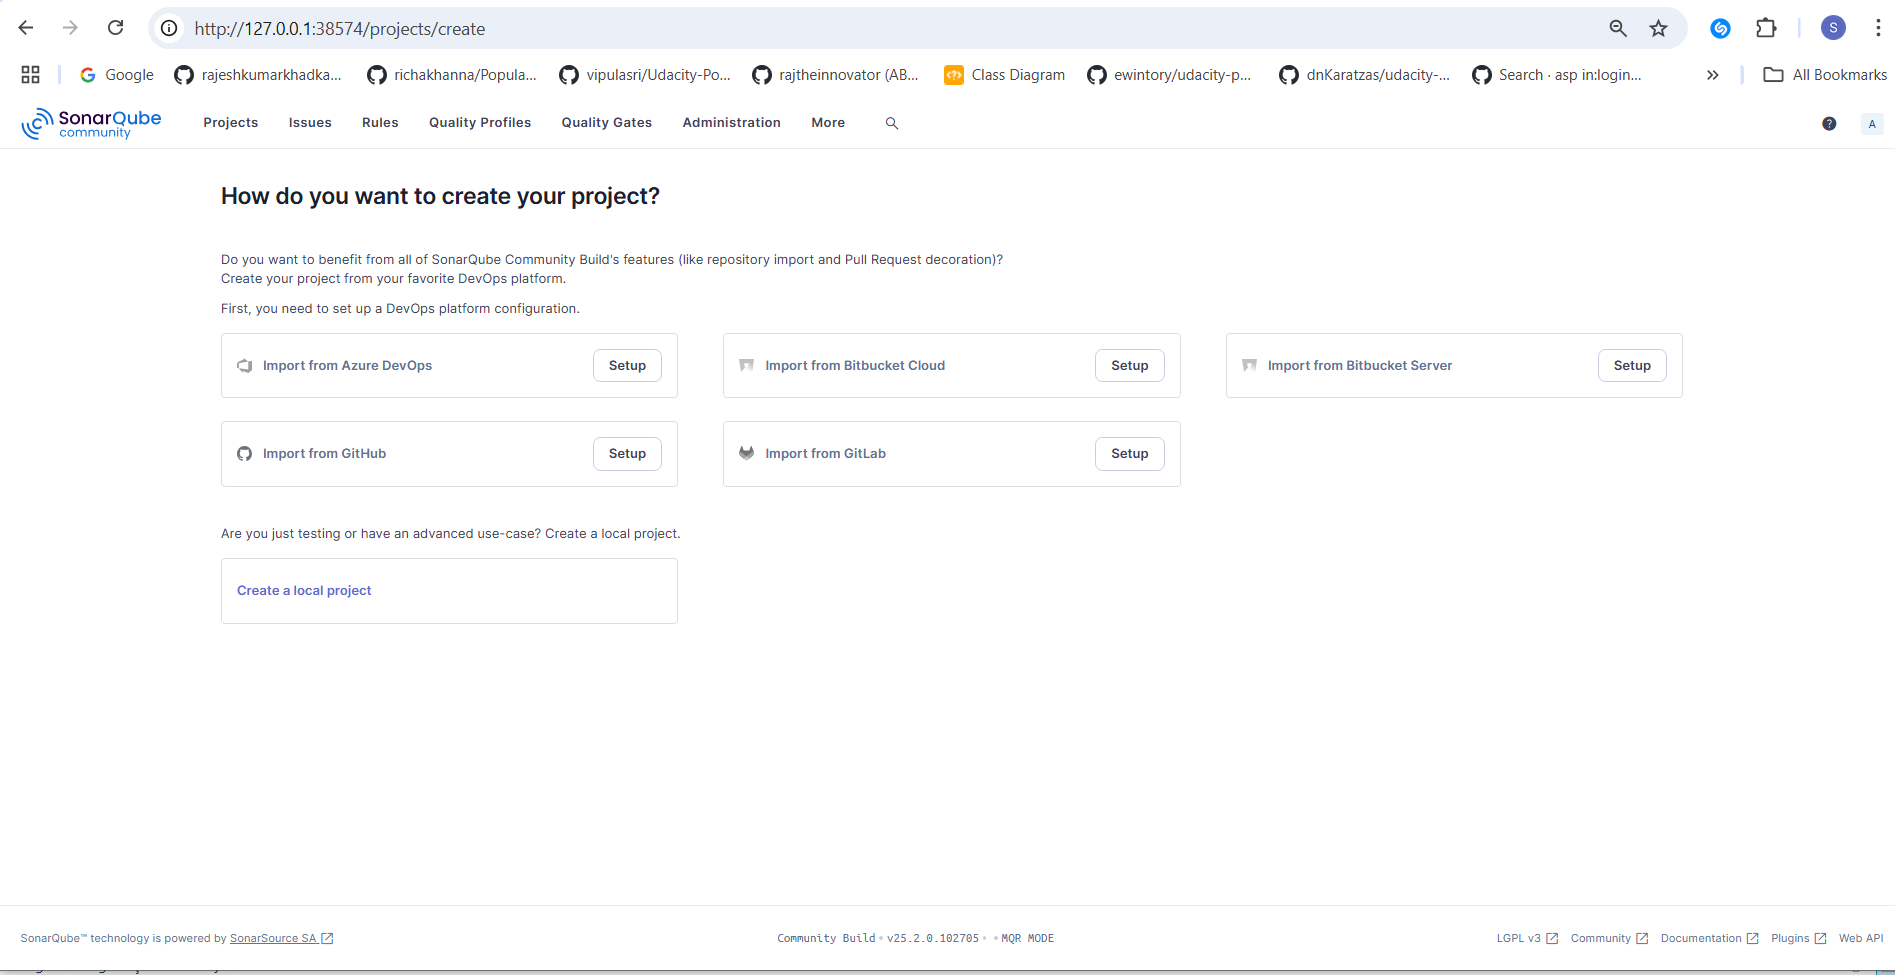 http://127.0.0.1:38574/projects/create
S
Google rajeshkumarkhadka... richakhanna/Popula... vipulasri/Udacity-Po... rajtheinnovator (AB... Class Diagram ewintory/udacity-p... dnKaratzas/udacity-... Search · asp in:login... » All Bookmarks
SonarQube community Projects Issues Rules Quality Profiles Quality Gates Administration More ? A
How do you want to create your project?
Do you want to benefit from all of SonarQube Community Build's features (like repository import and Pull Request decoration)?
Create your project from your favorite DevOps platform.
First, you need to set up a DevOps platform configuration.
Import from Azure DevOps Setup Import from Bitbucket Cloud Setup Import from Bitbucket Server Setup
Import from GitHub Setup Import from GitLab Setup
Are you just testing or have an advanced use-case? Create a local project.
Create a local project
SonarQube™ technology is powered by SonarSource SA Community Build • v25.2.0.102705 • • MQR MODE LGPL v3 Community Documentation Plugins Web API